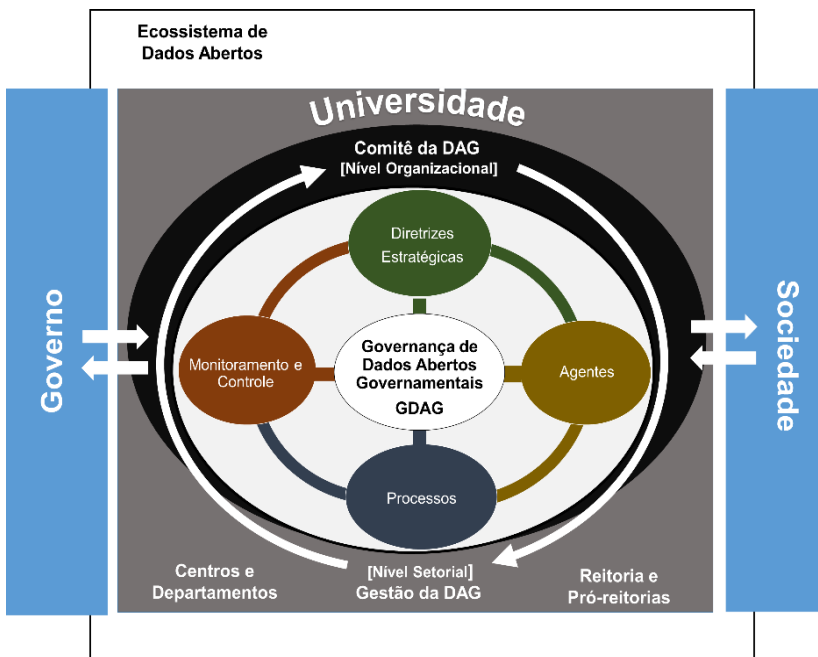 Ecossistema de
Dados Abertos
Universidade
Comitê da DAG
[Nível Organizacional]
Diretrizes
Estratégicas
Governo
Monitoramento e
Controle
Governança de
Dados Abertos
Governamentais
GDAG
Agentes
Sociedade
Processos
Centros e
Departamentos
[Nível Setorial]
Gestão da DAG
Reitoria e
Pró-reitorias